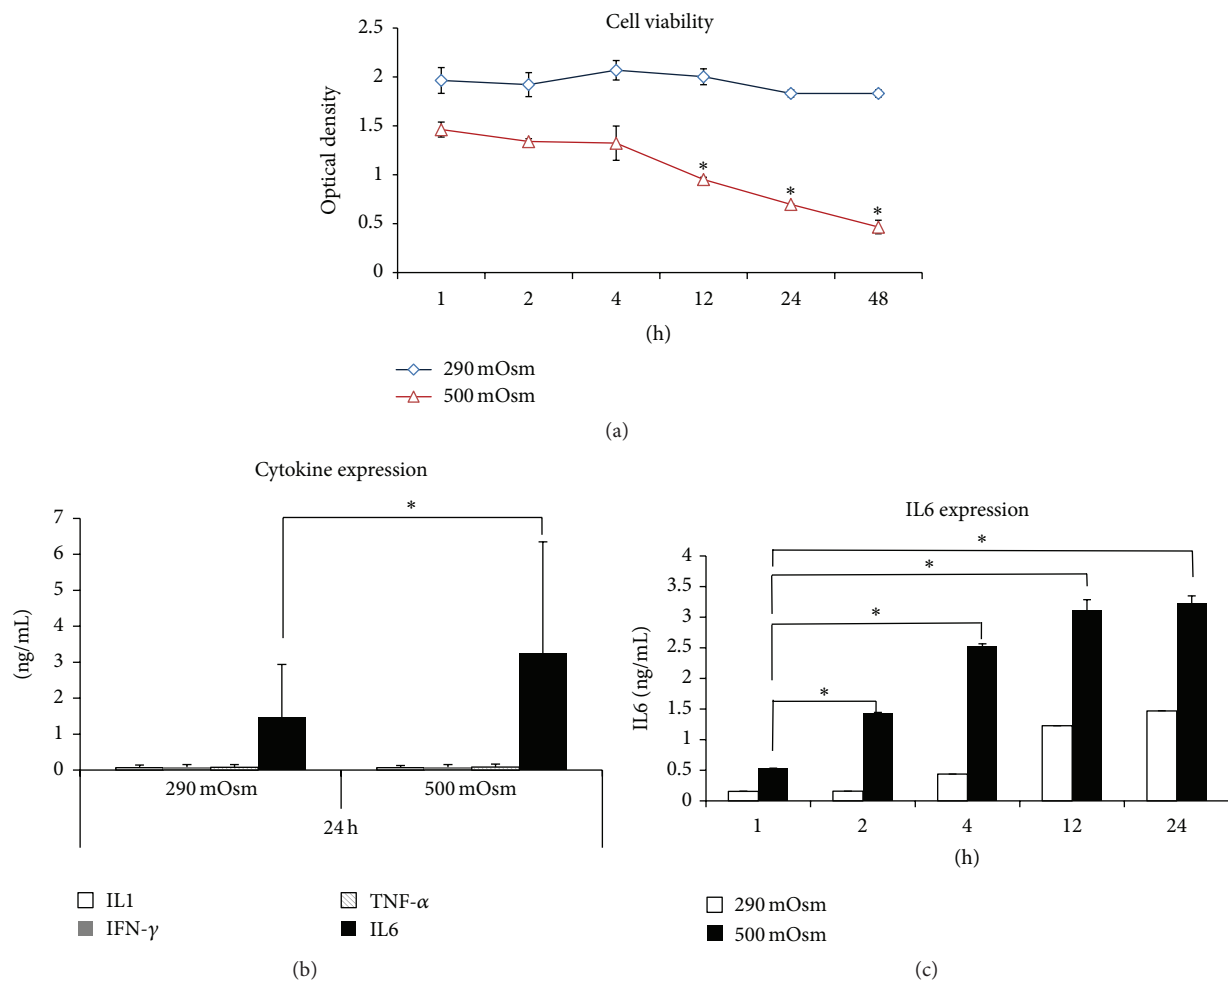 Cell viability
2.5
2
1.5
1
0.5
0
Optical density
* * *
1 2 4 12 24 48
(h)
290 mOsm
500 mOsm
(a)
Cytokine expression
*
7
6
5
4
3
2
1
0
(ng/mL)
290 mOsm 500 mOsm
24 h
IL1 TNF-α
IFN-γ IL6
(b)
IL6 expression
*
*
*
*
4
3.5
3
2.5
2
1.5
1
0.5
0
IL6 (ng/mL)
1 2 4 12 24
(h)
290 mOsm
500 mOsm
(c)